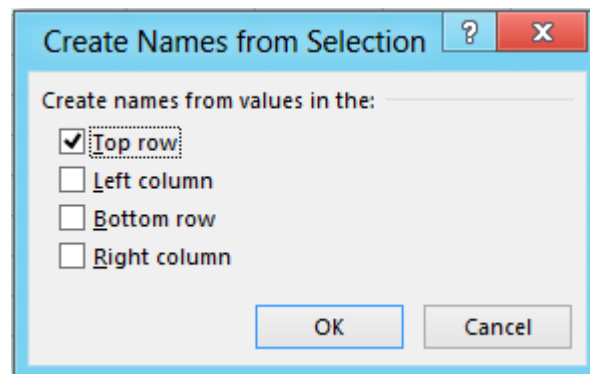 Create Names from Selection ? x
Create names from values in the:
Top row
Left column
Bottom row
Right column
OK Cancel